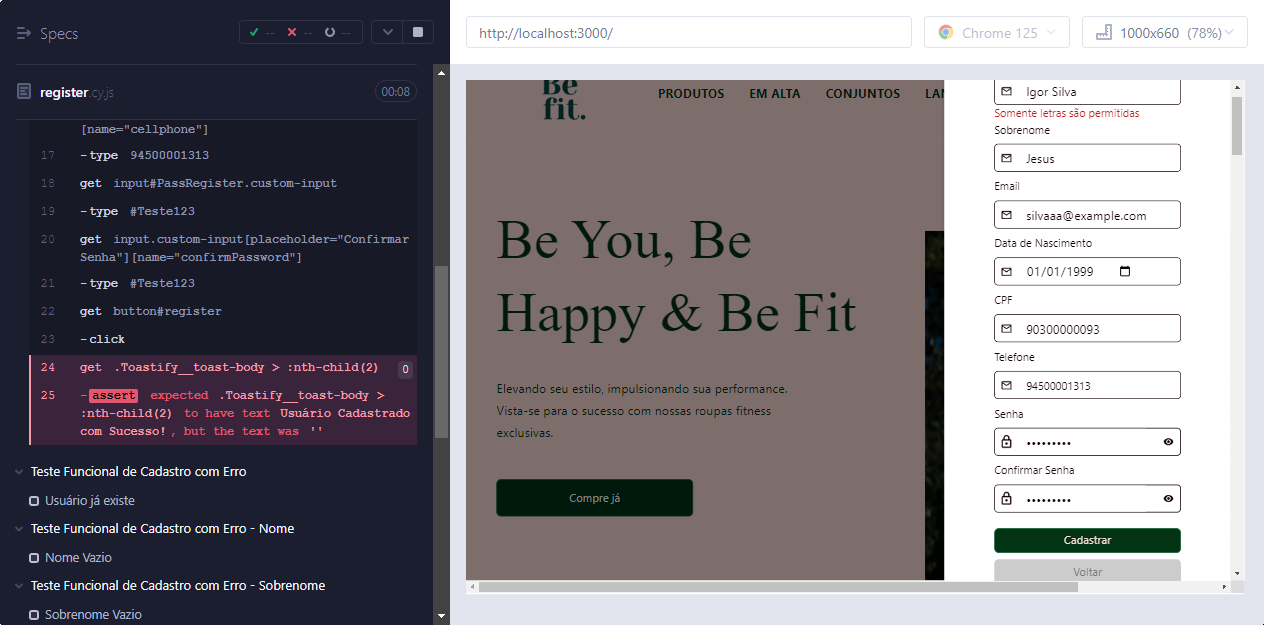 Specs
--
--
--
register.cy.js
00:08
[name="cellphone"]
17 -type 94500001313
18 get input#PassRegister.custom-input
19 -type #Teste123
20 get input.custom-input[placeholder="Confirmar
Senha"][name="confirmPassword"]
21 -type #Teste123
22 get button#register
23 -click
24 get .Toastify__toast-body > :nth-child(2) 0
25 -assert expected .Toastify__toast-body >
:nth-child(2) to have text Usuário Cadastrado
com Sucesso!, but the text was ''
Teste Funcional de Cadastro com Erro
Usuário já existe
Teste Funcional de Cadastro com Erro - Nome
Nome Vazio
Teste Funcional de Cadastro com Erro - Sobrenome
Sobrenome Vazio
http://localhost:3000/
Chrome 125
1000x660 (78%)
Be
fit.
PRODUTOS EM ALTA CONJUNTOS LAN
Be You, Be
Happy & Be Fit
Elevando seu estilo, impulsionando sua performance.
Vista-se para o sucesso com nossas roupas fitness
exclusivas.
Compre já
Igor Silva
Somente letras são permitidas
Sobrenome
Jesus
Email
silvaaa@example.com
Data de Nascimento
01/01/1999
CPF
90300000093
Telefone
94500001313
Senha
•••••••••
Confirmar Senha
•••••••••
Cadastrar
Voltar